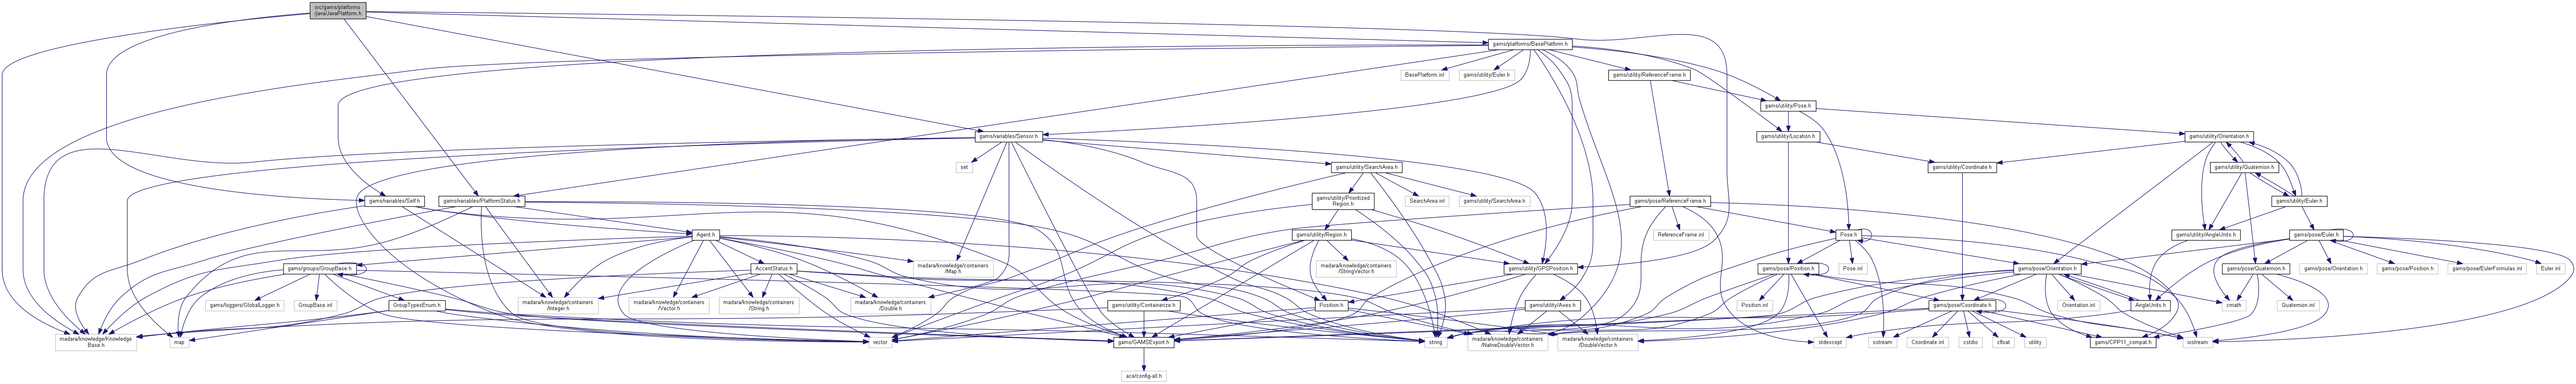 src/gams/platforms
/java/JavaPlatform.h
gams/platforms/BasePlatform.h
BasePlatform.inl
gams/utility/Euler.h
gams/utility/ReferenceFrame.h
gams/utility/Pose.h
gams/variables/Sensor.h
gams/utility/Location.h
gams/utility/Orientation.h
set
gams/utility/SearchArea.h
gams/utility/Coordinate.h
gams/utility/Quaternion.h
gams/variables/Self.h
gams/variables/PlatformStatus.h
gams/utility/Prioritized
Region.h
SearchArea.inl
gams/utility/SearchArea.h
gams/pose/ReferenceFrame.h
gams/utility/Euler.h
Agent.h
gams/utility/Region.h
ReferenceFrame.inl
Pose.h
gams/utility/AngleUnits.h
gams/pose/Euler.h
gams/groups/GroupBase.h
AccentStatus.h
madara/knowledge/containers
/Map.h
madara/knowledge/containers
/StringVector.h
gams/utility/GPSPosition.h
gams/pose/Position.h
Pose.inl
gams/pose/Orientation.h
gams/pose/Quaternion.h
gams/pose/Orientation.h
gams/pose/Position.h
gams/pose/EulerFormulas.inl
Euler.inl
gams/loggers/GlobalLogger.h
GroupBase.inl
GroupTypesEnum.h
madara/knowledge/containers
/Integer.h
madara/knowledge/containers
/Vector.h
madara/knowledge/containers
/String.h
madara/knowledge/containers
/Double.h
gams/utility/Containerize.h
Position.h
gams/utility/Axes.h
Position.inl
gams/pose/Coordinate.h
Orientation.inl
AngleUnits.h
cmath
Quaternion.inl
madara/knowledge/Knowledge
Base.h
map
vector
gams/GAMSExport.h
string
madara/knowledge/containers
/NativeDoubleVector.h
madara/knowledge/containers
/DoubleVector.h
stdexcept
sstream
Coordinate.inl
cstdio
cfloat
utility
gams/CPP11_compat.h
iostream
ace/config-all.h